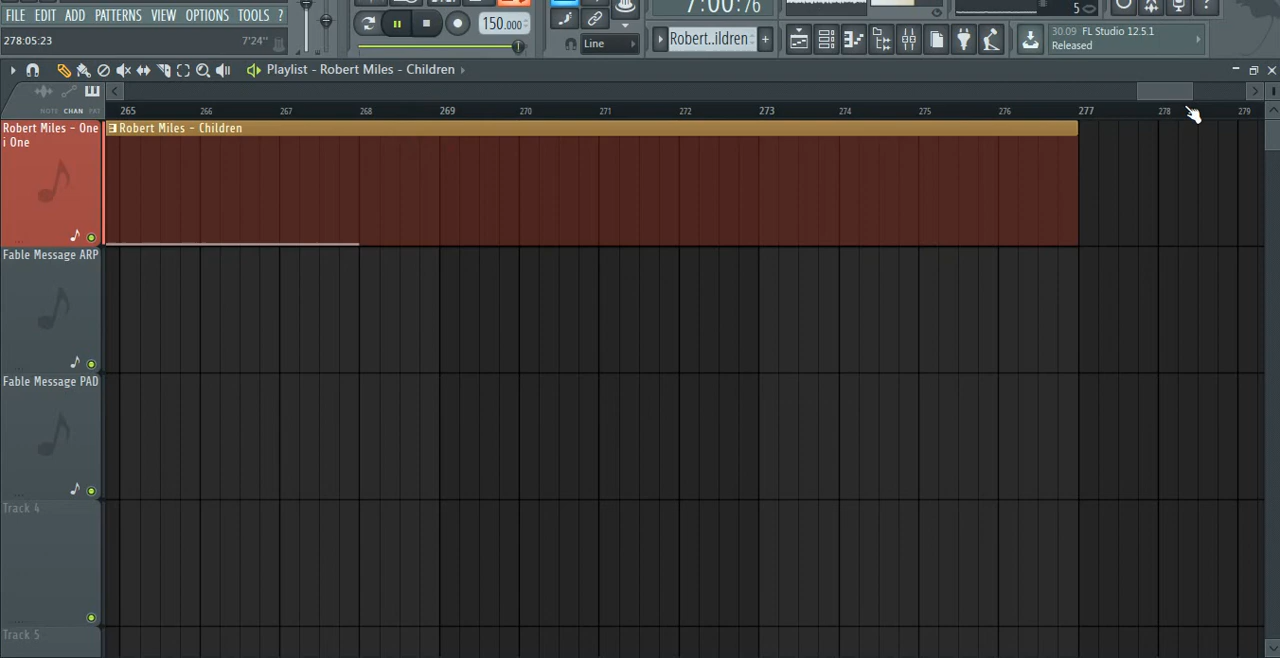 FILE EDIT ADD PATTERNS VIEW OPTIONS TOOLS ?
150.000
7:00:76
5
278:05:23
7'24"
Line
Robert..ildren
30.09 FL Studio 12.5.1
Released
Playlist - Robert Miles - Children
NOTE CHAN PAT
265 266 267 268 269 270 271 272 273 274 275 276 277 278 279
Robert Miles - One
i One
Robert Miles - Children
Fable Message ARP
Fable Message PAD
Track 4
Track 5